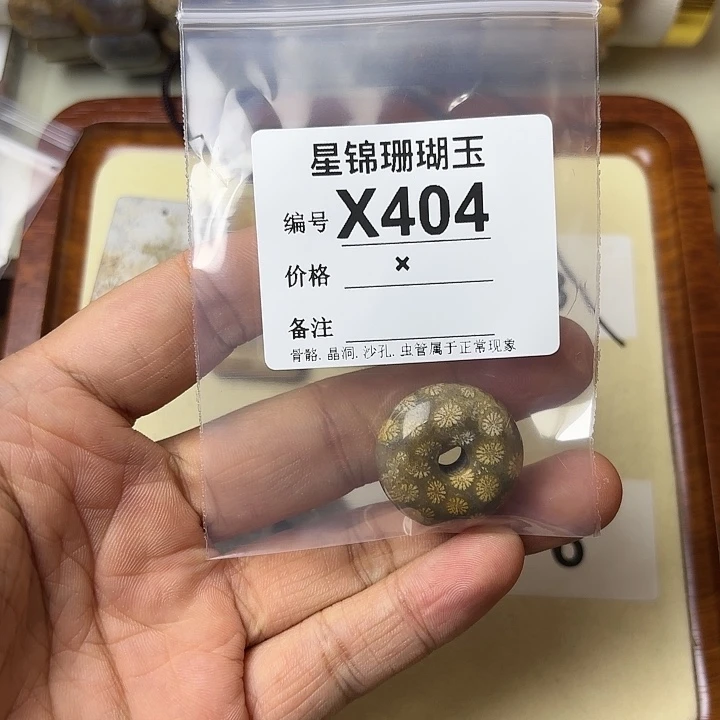 星锦珊瑚玉
编号 X404
价格 ×
备注
骨骼. 晶洞. 沙孔. 虫管属于正常现象